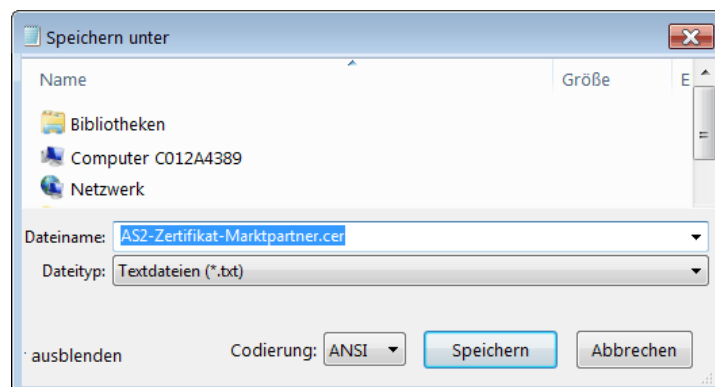 Speichern unter
Name Größe E
Bibliotheken
Computer C012A4389
Netzwerk
Dateiname: AS2-Zertifikat-Marktpartner.cer
Dateityp: Textdateien (*.txt)
ausblenden Codierung: ANSI Speichern Abbrechen